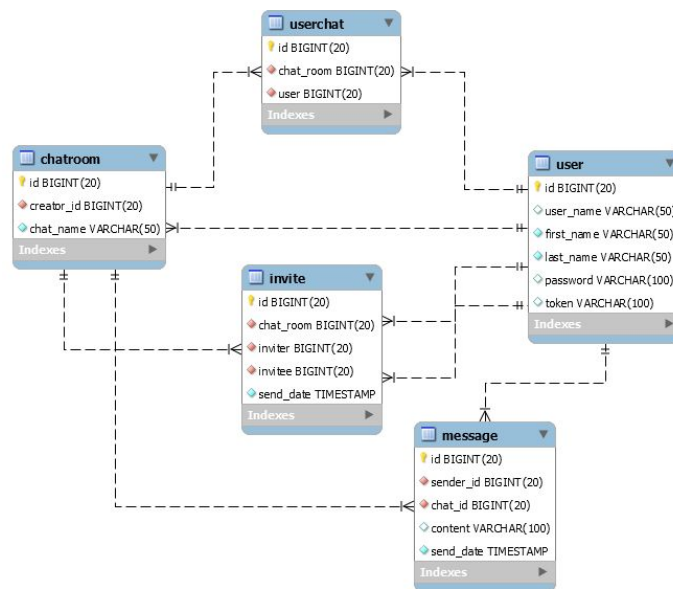 userchat
id BIGINT(20)
chat_room BIGINT(20)
user BIGINT(20)
Indexes
chatroom
id BIGINT(20)
creator_id BIGINT(20)
chat_name VARCHAR(50)
Indexes
user
id BIGINT(20)
user_name VARCHAR(50)
first_name VARCHAR(50)
last_name VARCHAR(50)
password VARCHAR(100)
token VARCHAR(100)
Indexes
invite
id BIGINT(20)
chat_room BIGINT(20)
inviter BIGINT(20)
invitee BIGINT(20)
send_date TIMESTAMP
Indexes
message
id BIGINT(20)
sender_id BIGINT(20)
chat_id BIGINT(20)
content VARCHAR(100)
send_date TIMESTAMP
Indexes